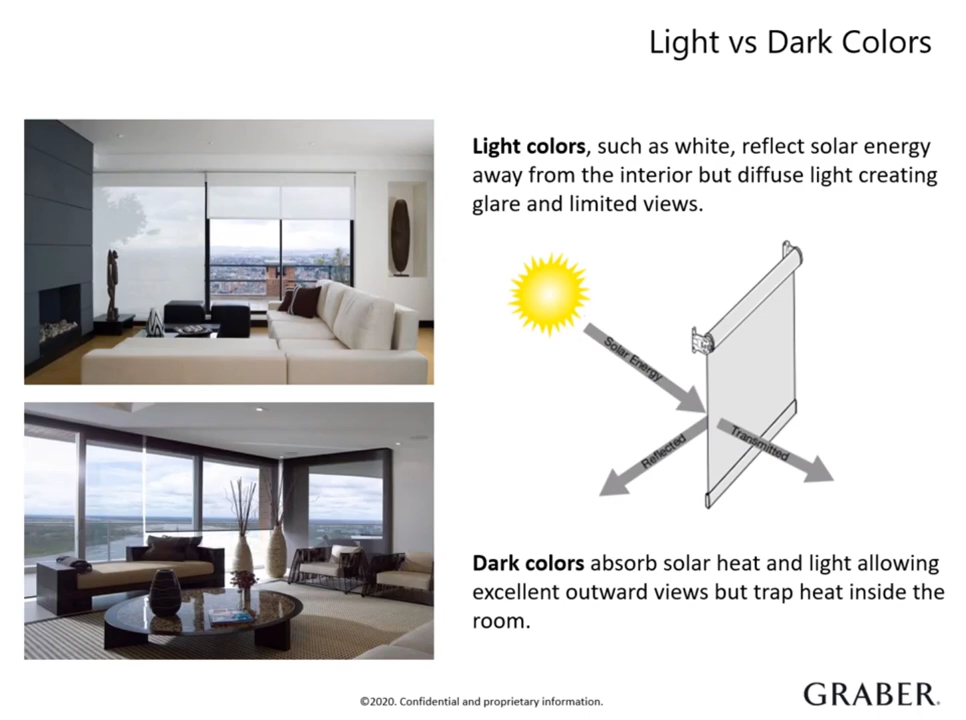 Light vs Dark Colors
Light colors, such as white, reflect solar energy
away from the interior but diffuse light creating
glare and limited views.
Solar Energy
Reflected
Transmitted
Dark colors absorb solar heat and light allowing
excellent outward views but trap heat inside the
room.
©2020. Confidential and proprietary information.
GRABER.